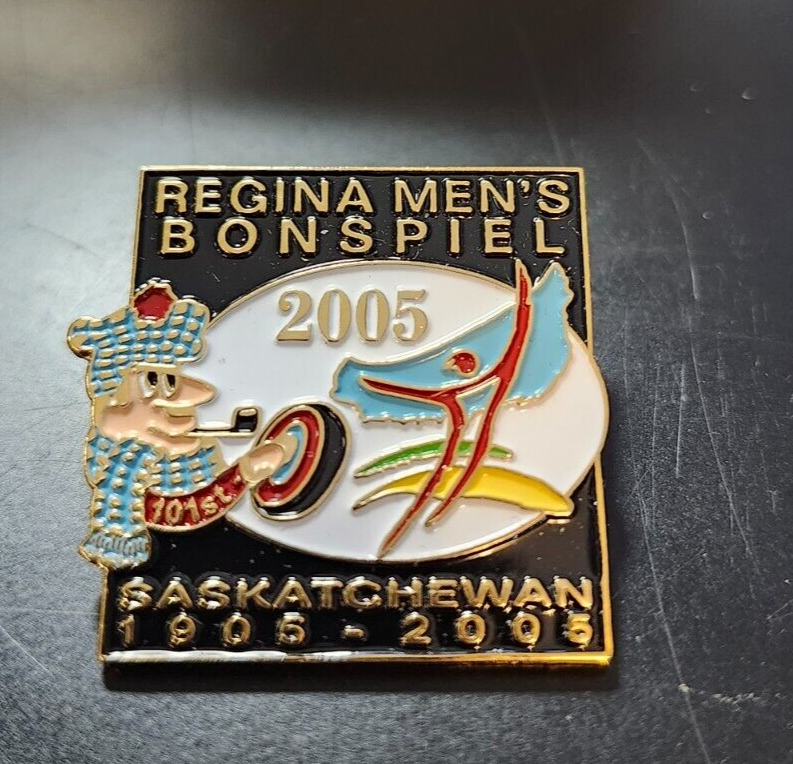 REGINA MEN'S
BONSPIEL
2005
101st
SASKATCHEWAN
1905 - 2005